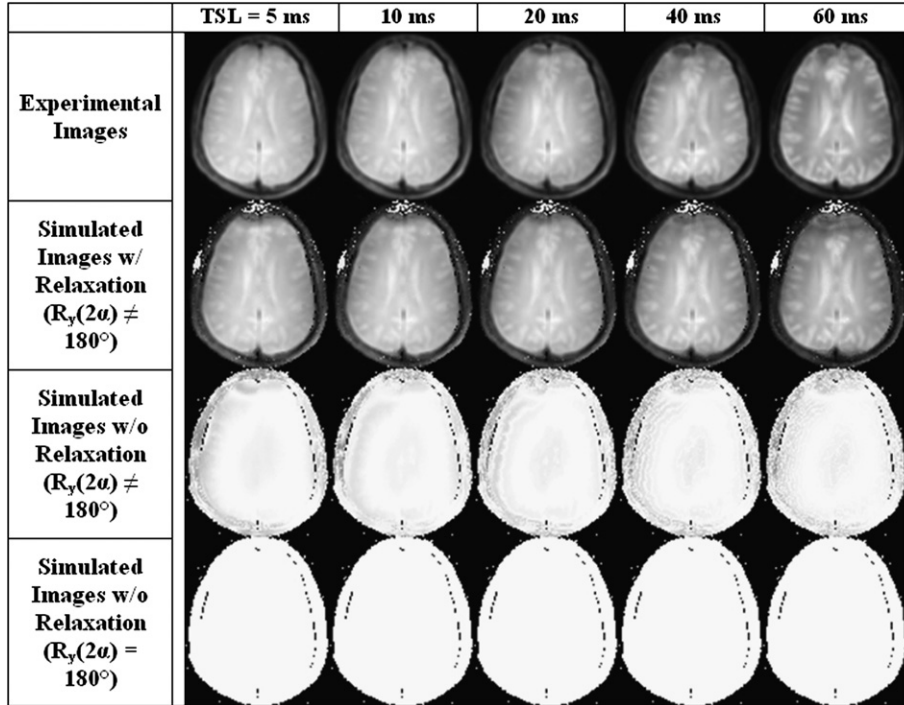 TSL = 5 ms 10 ms 20 ms 40 ms 60 ms
Experimental
Images
Simulated
Images w/
Relaxation
(Ry(2α) ≠
180°)
Simulated
Images w/o
Relaxation
(Ry(2α) ≠
180°)
Simulated
Images w/o
Relaxation
(Ry(2α) =
180°)